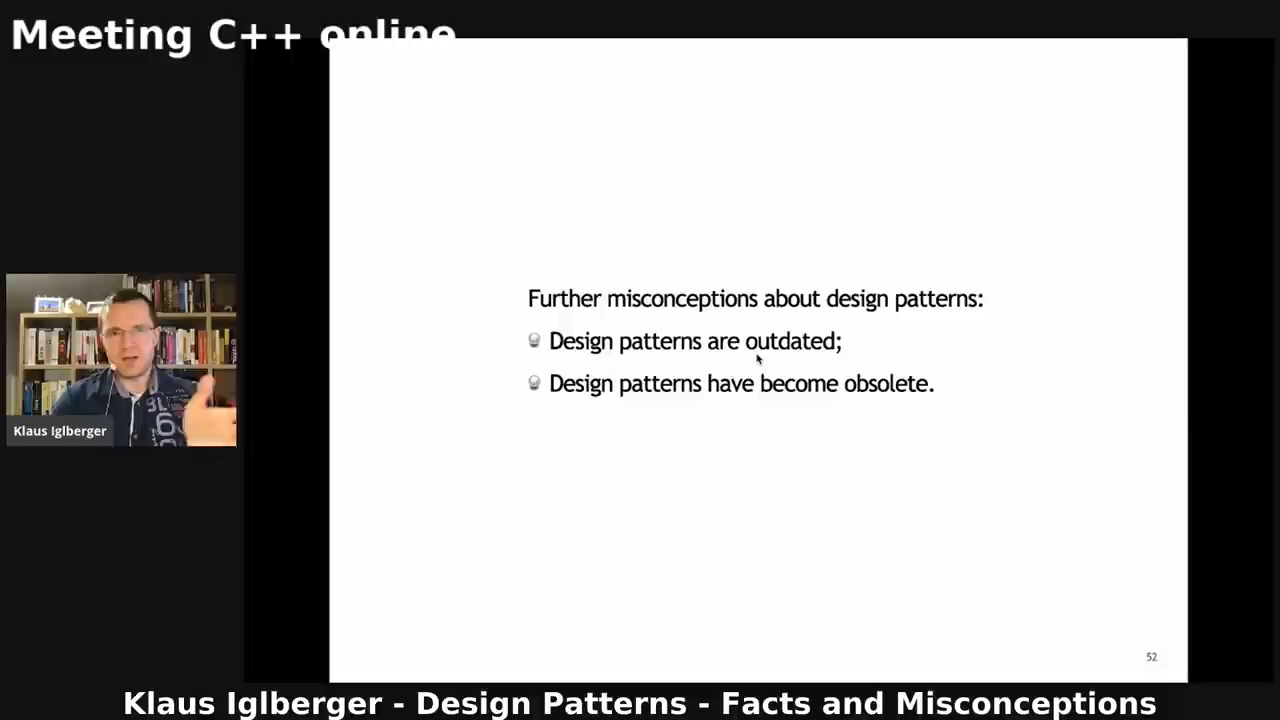 Meeting C++ online
Further misconceptions about design patterns:
Design patterns are outdated;
Design patterns have become obsolete.
Klaus Iglberger
52
Klaus Iglberger - Design Patterns - Facts and Misconceptions